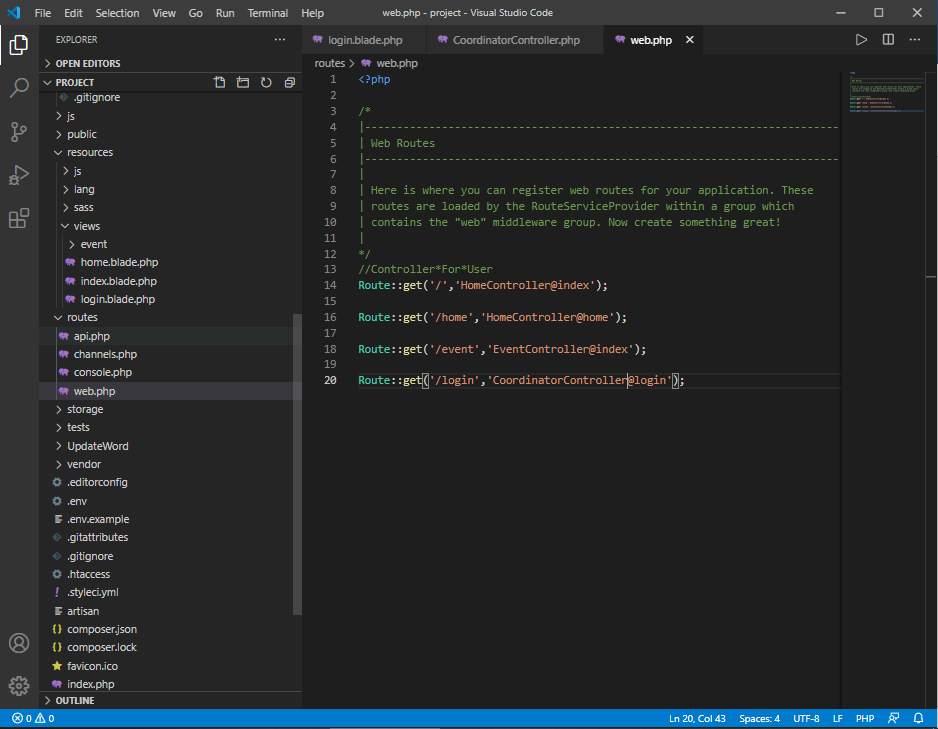 File Edit Selection View Go Run Terminal Help web.php - project - Visual Studio Code
EXPLORER
OPEN EDITORS
PROJECT
.gitignore
js
public
resources
js
lang
sass
views
event
home.blade.php
index.blade.php
login.blade.php
routes
api.php
channels.php
console.php
web.php
storage
tests
UpdateWord
vendor
.editorconfig
.env
.env.example
.gitattributes
.gitignore
.htaccess
.styleci.yml
artisan
composer.json
composer.lock
favicon.ico
index.php
OUTLINE
login.blade.php CoordinatorController.php web.php
routes > web.php
1 <?php
2
3 /*
4 |--------------------------------------------------------------------------
5 | Web Routes
6 |--------------------------------------------------------------------------
7 |
8 | Here is where you can register web routes for your application. These
9 | routes are loaded by the RouteServiceProvider within a group which
10 | contains the "web" middleware group. Now create something great!
11 |
12 */
13 //Controller*For*User
14 Route::get('/','HomeController@index');
15
16 Route::get('/home','HomeController@home');
17
18 Route::get('/event','EventController@index');
19
20 Route::get('/login','CoordinatorController@login');
0 0 Ln 20, Col 43 Spaces: 4 UTF-8 LF PHP